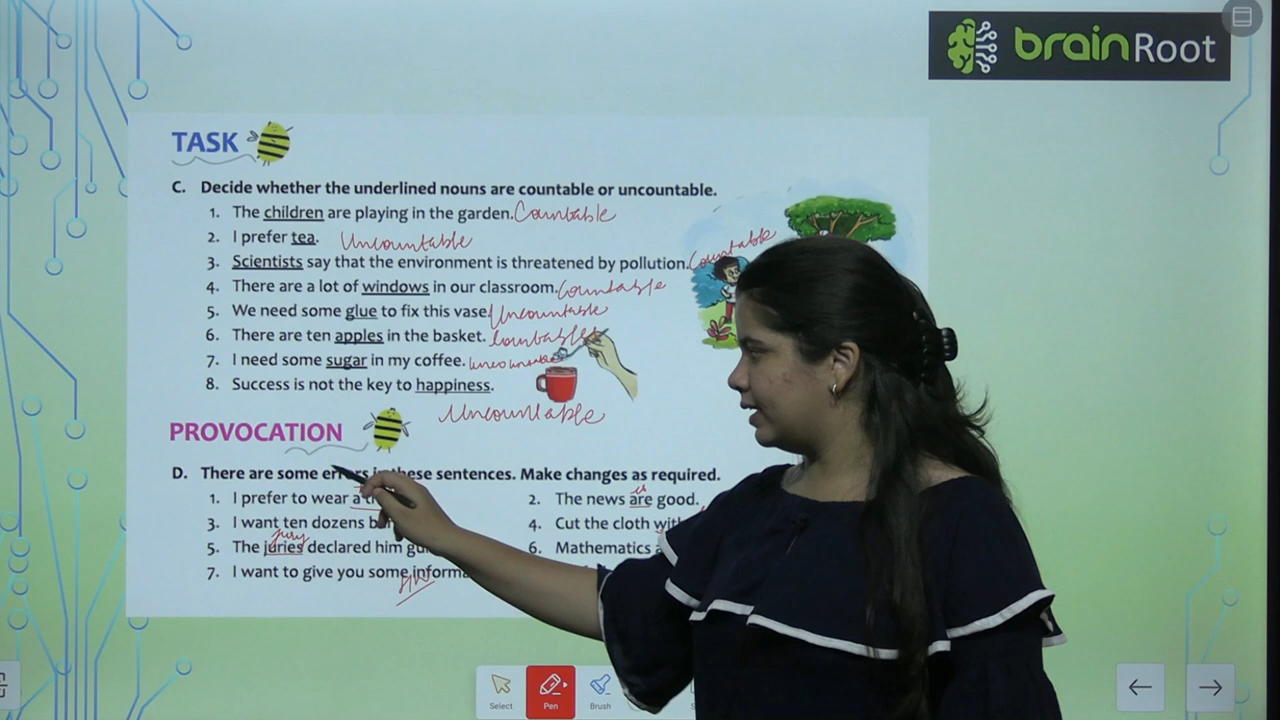 brainRoot
TASK
C. Decide whether the underlined nouns are countable or uncountable.
1. The children are playing in the garden. Countable
2. I prefer tea. Uncountable
3. Scientists say that the environment is threatened by pollution. Countable
4. There are a lot of windows in our classroom. Countable
5. We need some glue to fix this vase. Uncountable
6. There are ten apples in the basket. Countable
7. I need some sugar in my coffee. Uncountable
8. Success is not the key to happiness.
Uncountable
PROVOCATION
D. There are some errors in these sentences. Make changes as required.
is
1. I prefer to wear a 2. The news are good.
3. I want ten dozens 4. Cut the cloth with
jury
5. The juries declared him 6. Mathematics
7. I want to give you some
Select Pen Brush